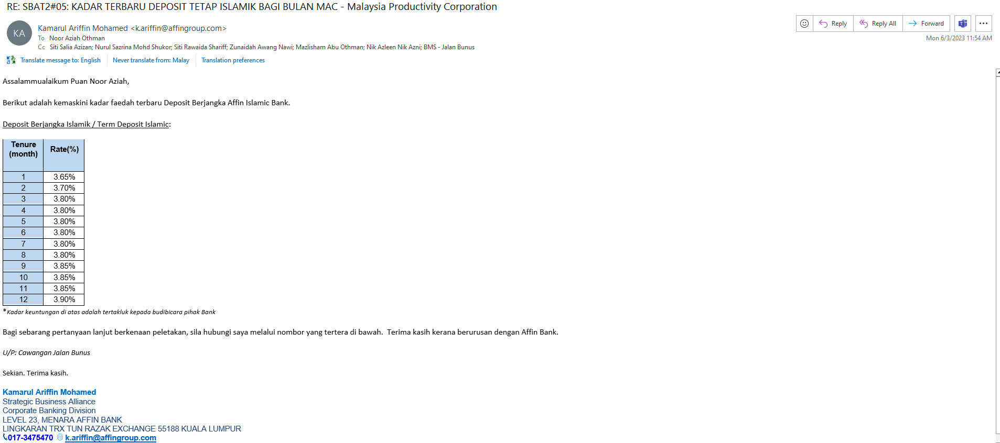 RE: SBAT2#05: KADAR TERBARU DEPOSIT TETAP ISLAMIK BAGI BULAN MAC - Malaysia Productivity Corporation
KA
Kamarul Ariffin Mohamed <k.ariffin@affingroup.com>
To Noor Aziah Othman
Cc Siti Salia Azizan; Nurul Sazrina Mohd Shukor; Siti Rawaida Shariff; Zunaidah Awang Nawi; Mazlisham Abu Othman; Nik Azleen Nik Azni; BMS - Jalan Bunus
Reply Reply All Forward
Mon 6/3/2023 11:54 AM
Translate message to: English Never translate from: Malay Translation preferences
Assalammualaikum Puan Noor Aziah,
Berikut adalah kemaskini kadar faedah terbaru Deposit Berjangka Affin Islamic Bank.
Deposit Berjangka Islamik / Term Deposit Islamic:
Tenure (month) Rate(%)
1 3.65%
2 3.70%
3 3.80%
4 3.80%
5 3.80%
6 3.80%
7 3.80%
8 3.80%
9 3.85%
10 3.85%
11 3.85%
12 3.90%
*Kadar keuntungan di atas adalah tertakluk kepada budibicara pihak Bank
Bagi sebarang pertanyaan lanjut berkenaan peletakan, sila hubungi saya melalui nombor yang tertera di bawah. Terima kasih kerana berurusan dengan Affin Bank.
U/P: Cawangan Jalan Bunus
Sekian. Terima kasih.
Kamarul Ariffin Mohamed
Strategic Business Alliance
Corporate Banking Division
LEVEL 23, MENARA AFFIN BANK
LINGKARAN TRX TUN RAZAK EXCHANGE 55188 KUALA LUMPUR
017-3475470 k.ariffin@affingroup.com